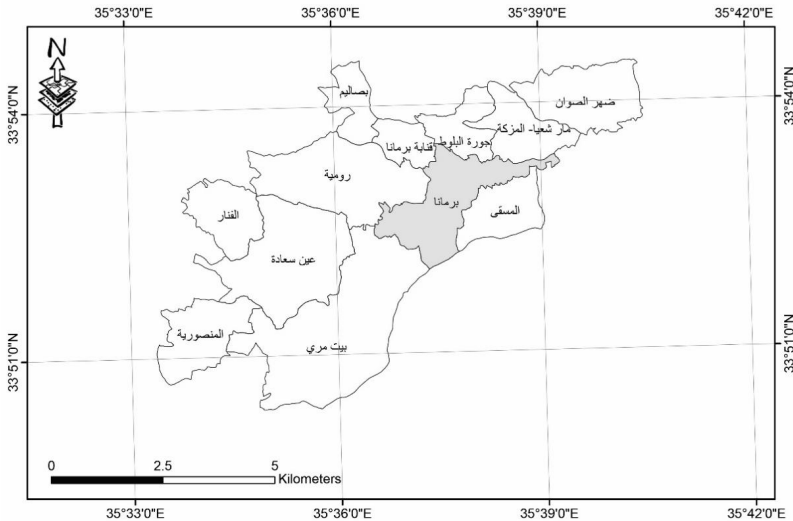 35°33'0"E 35°36'0"E 35°39'0"E 35°42'0"E
N
33°54'0"N
33°54'0"N
بصاليم
ضهر الصوان
مار شعيا- المزكة
جورة البلوط
قنابة برمانا
رومية
برمانا
المسقى
الفنار
عين سعادة
المنصورية
بيت مري
33°51'0"N
33°51'0"N
0 2.5 5
Kilometers
35°33'0"E 35°36'0"E 35°39'0"E 35°42'0"E